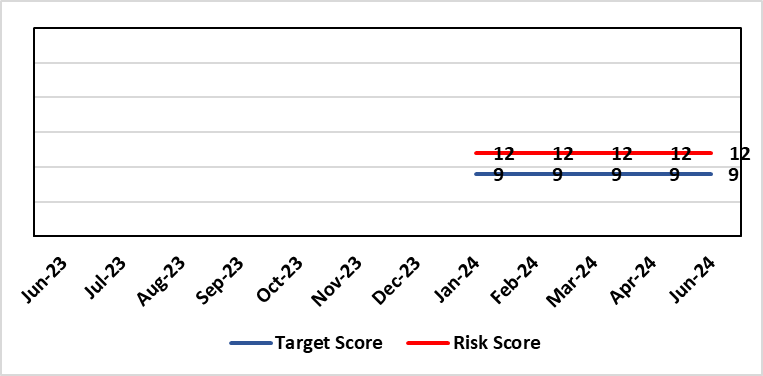 12 12 12 12 12
9 9 9 9 9
Jun-23 Jul-23 Aug-23 Sep-23 Oct-23 Nov-23 Dec-23 Jan-24 Feb-24 Mar-24 Apr-24 Jun-24
Target Score Risk Score